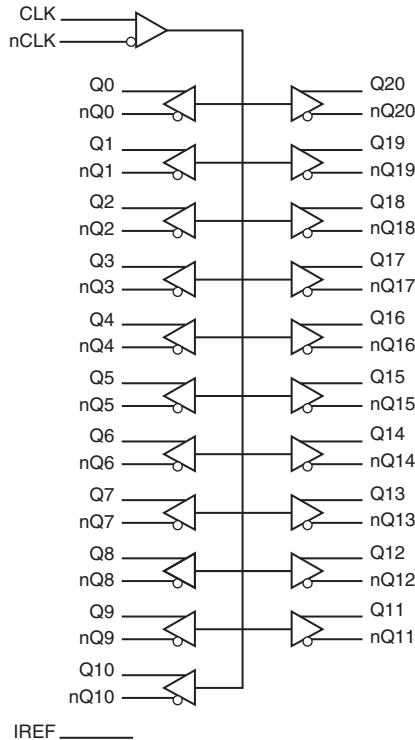 CLK
nCLK
Q0 Q20
nQ0 nQ20
Q1 Q19
nQ1 nQ19
Q2 Q18
nQ2 nQ18
Q3 Q17
nQ3 nQ17
Q4 Q16
nQ4 nQ16
Q5 Q15
nQ5 nQ15
Q6 Q14
nQ6 nQ14
Q7 Q13
nQ7 nQ13
Q8 Q12
nQ8 nQ12
Q9 Q11
nQ9 nQ11
Q10
nQ10
IREF